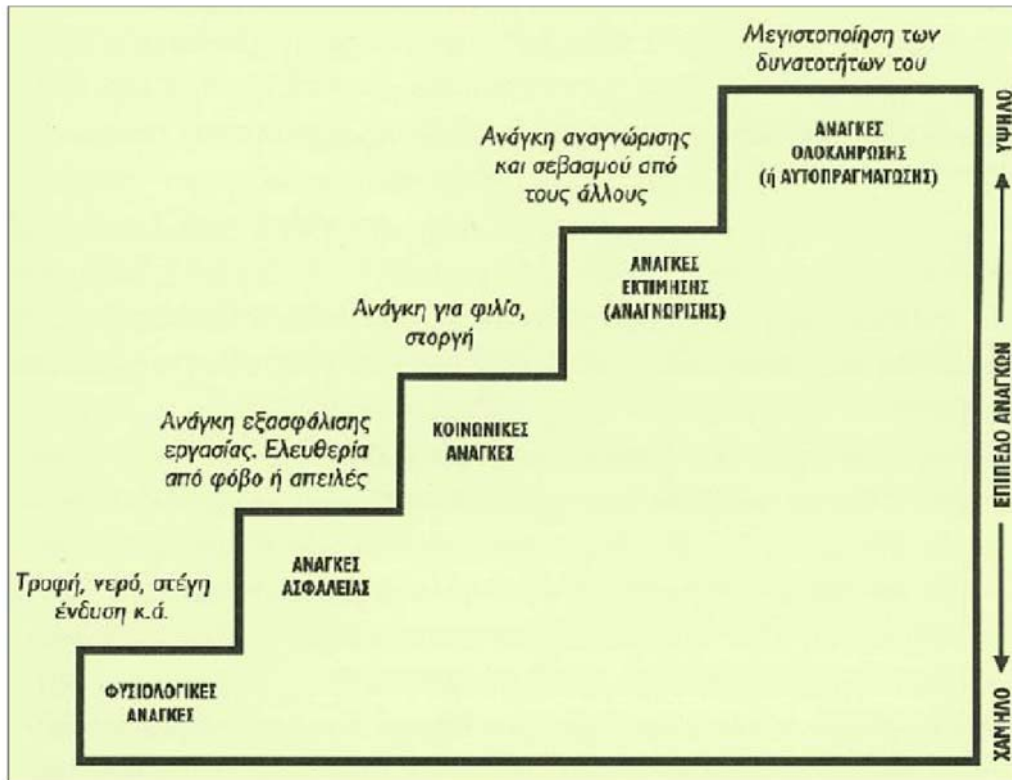 Μεγιστοποίηση των
δυνατοτήτων του
ΑΝΑΓΚΕΣ
ΟΛΟΚΛΗΡΩΣΗΣ
(ή ΑΥΤΟΠΡΑΓΜΑΤΩΣΗΣ)
Ανάγκη αναγνώρισης
και σεβασμού από
τους άλλους
ΑΝΑΓΚΕΣ
ΕΚΤΙΜΗΣΗΣ
(ΑΝΑΓΝΩΡΙΣΗΣ)
Ανάγκη για φιλία,
στοργή
ΚΟΙΝΩΝΙΚΕΣ
ΑΝΑΓΚΕΣ
Ανάγκη εξασφάλισης
εργασίας. Ελευθερία
από φόβο ή απειλές
ΑΝΑΓΚΕΣ
ΑΣΦΑΛΕΙΑΣ
Τροφή, νερό, στέγη
ένδυση κ.ά.
ΦΥΣΙΟΛΟΓΙΚΕΣ
ΑΝΑΓΚΕΣ
ΥΨΗΛΟ
ΕΠΙΠΕΔΟ ΑΝΑΓΚΩΝ
ΧΑΜΗΛΟ